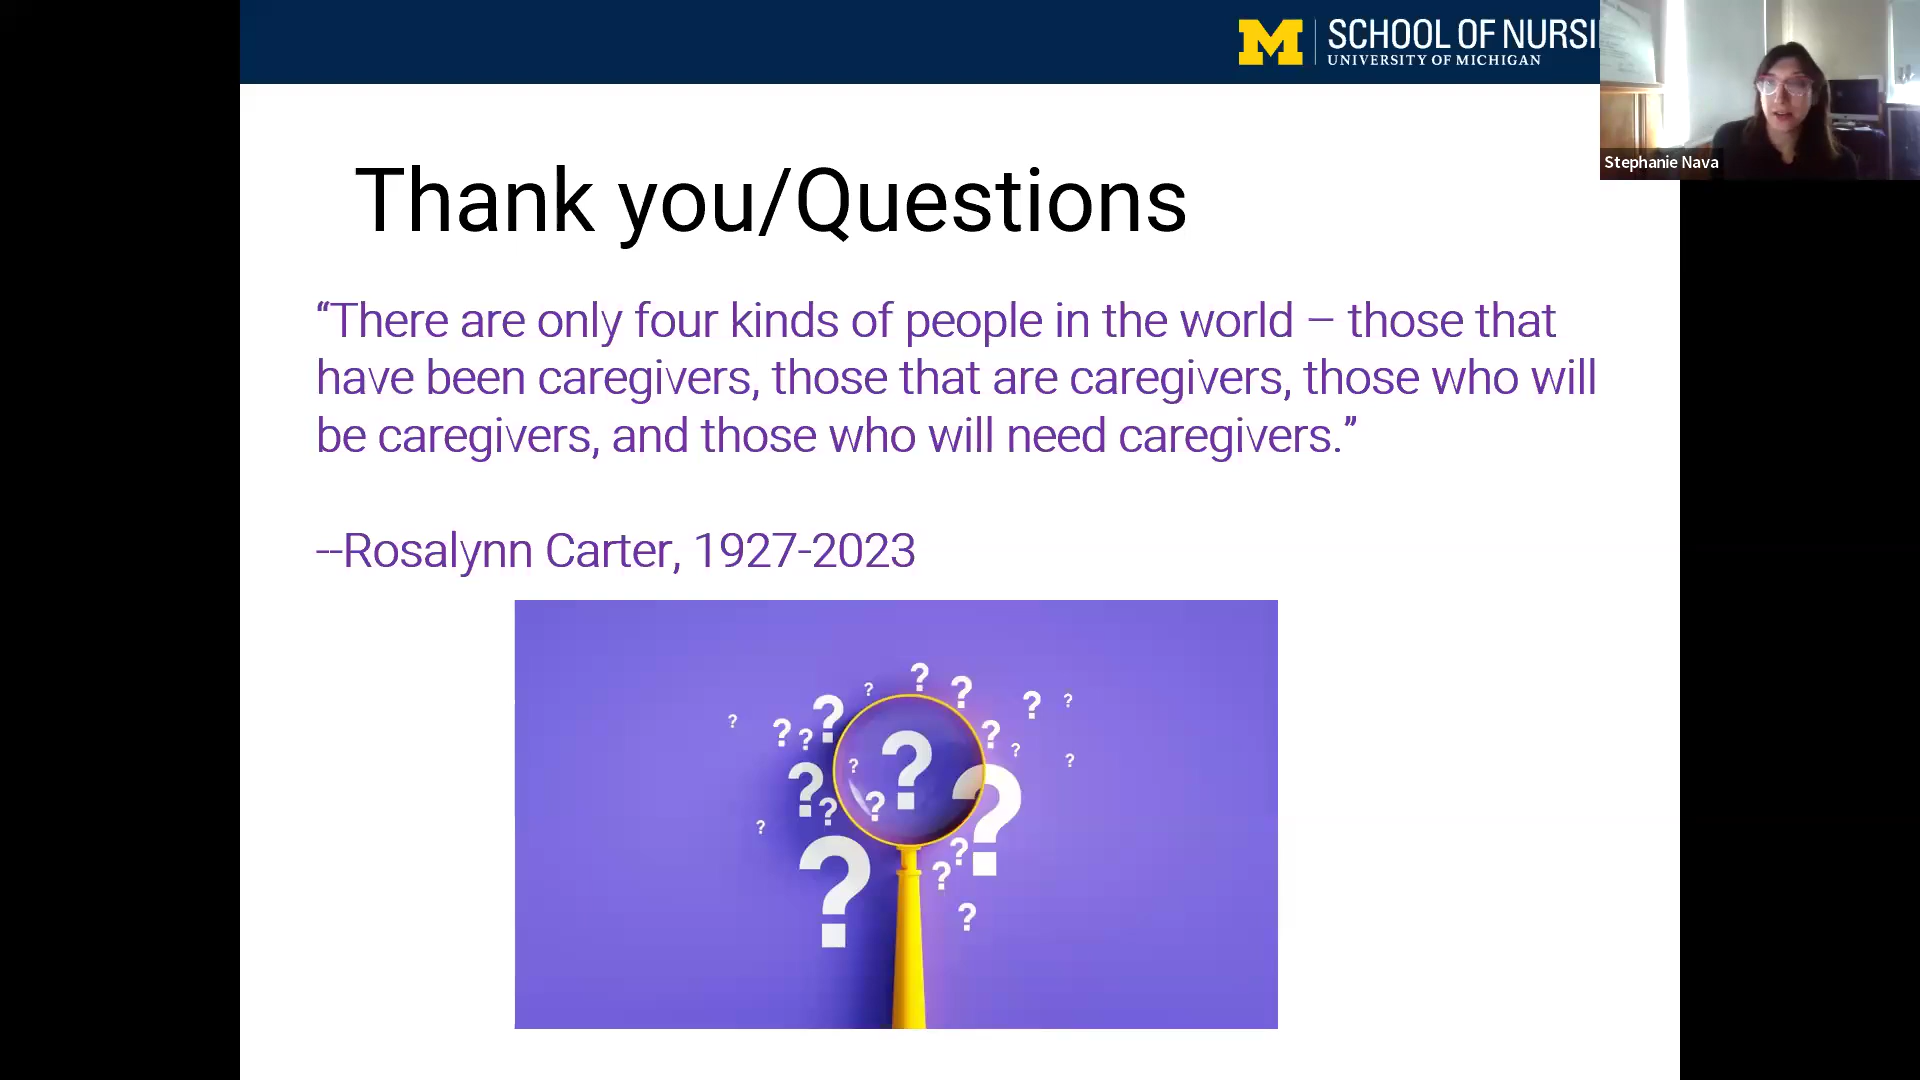 M SCHOOL OF NURSI
UNIVERSITY OF MICHIGAN
Stephanie Nava
Thank you/Questions
“There are only four kinds of people in the world – those that
have been caregivers, those that are caregivers, those who will
be caregivers, and those who will need caregivers.”
--Rosalynn Carter, 1927-2023